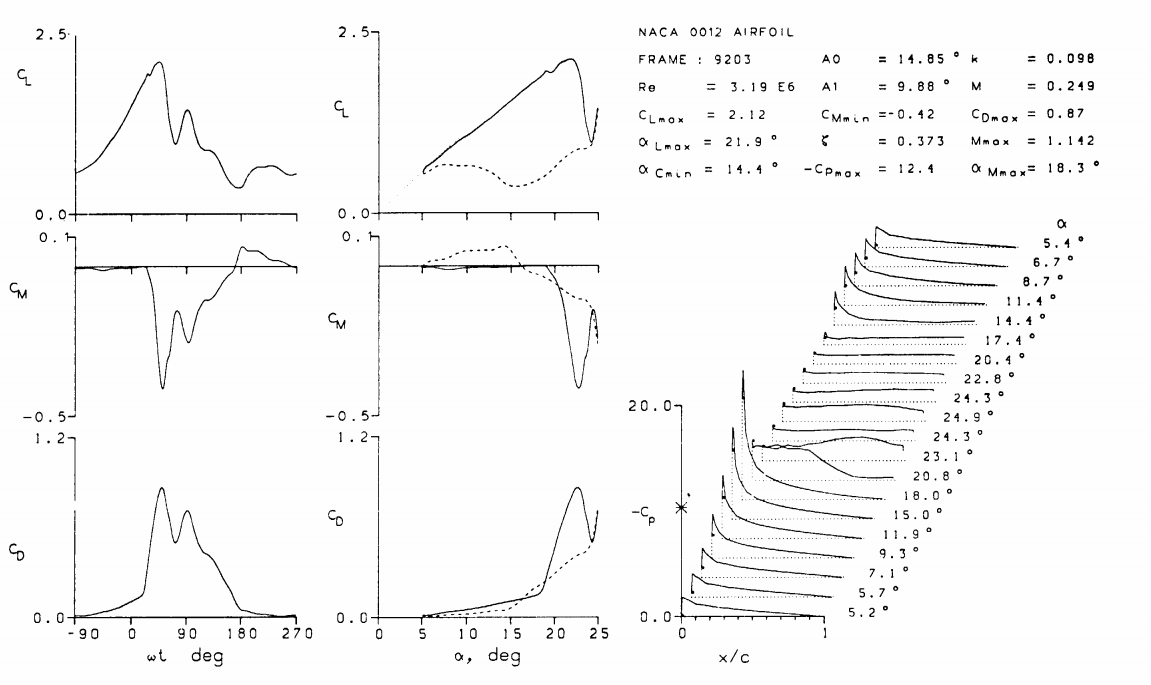 NACA 0012 AIRFOIL
FRAME : 9203 A0 = 14.85 ° k = 0.098
Re = 3.19 E6 A1 = 9.88 ° M = 0.249
CLmax = 2.12 CMmin =-0.42 CDmax = 0.87
αLmax = 21.9 ° ζ = 0.373 Mmax = 1.142
αCmin = 14.4 ° -CPmax = 12.4 αMmax= 18.3 °
2.5
CL
0.0
0.1
CM
-0.5
1.2
CD
0.0
-90 0 90 180 270
ωt deg
2.5
CL
0.0
0.1
CM
-0.5
1.2
CD
0.0
0 5 10 15 20 25
α, deg
α
5.4 °
6.7 °
8.7 °
11.4 °
14.4 °
17.4 °
20.4 °
22.8 °
24.3 °
24.9 °
24.3 °
23.1 °
20.8 °
18.0 °
15.0 °
11.9 °
9.3 °
7.1 °
5.7 °
5.2 °
20.0
-Cp
0.0
0 1
x/c